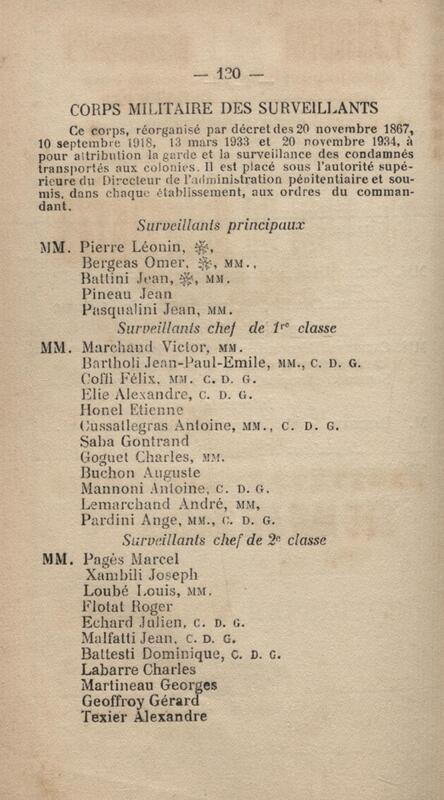 — 120 —
CORPS MILITAIRE DES SURVEILLANTS
Ce corps, réorganisé par décret des 20 novembre 1867,
10 septembre 1918, 13 mars 1933 et 20 novembre 1934, à
pour attribution la garde et la surveillance des condamnés
transportés aux colonies. Il est placé sous l'autorité supé-
rieure du Directeur de l'administration pénitentiaire et sou-
mis, dans chaque établissement, aux ordres du comman-
dant.
Surveillants principaux
MM. Pierre Léonin, ❊,
Bergeas Omer, ❊, MM.,
Battini Jean, ❊, MM.
Pineau Jean
Pasqualini Jean, MM.
Surveillants chef de 1re classe
MM. Marchand Victor, MM.
Bartholi Jean-Paul-Emile, MM., C. D. G.
Coffi Félix, MM. C. D. G.
Elie Alexandre, C. D. G.
Honel Etienne
Cussatlegras Antoine, MM., C. D. G.
Saba Gontrand
Goguet Charles, MM.
Buchon Auguste
Mannoni Antoine, C. D. G.
Lemarchand André, MM,
Pardini Ange, MM., C. D. G.
Surveillants chef de 2e classe
MM. Pagès Marcel
Xambili Joseph
Loubé Louis, MM.
Flotat Roger
Echard Julien, C. D. G.
Malfatti Jean, C. D. G.
Battesti Dominique, C. D. G.
Labarre Charles
Martineau Georges
Geoffroy Gérard
Texier Alexandre